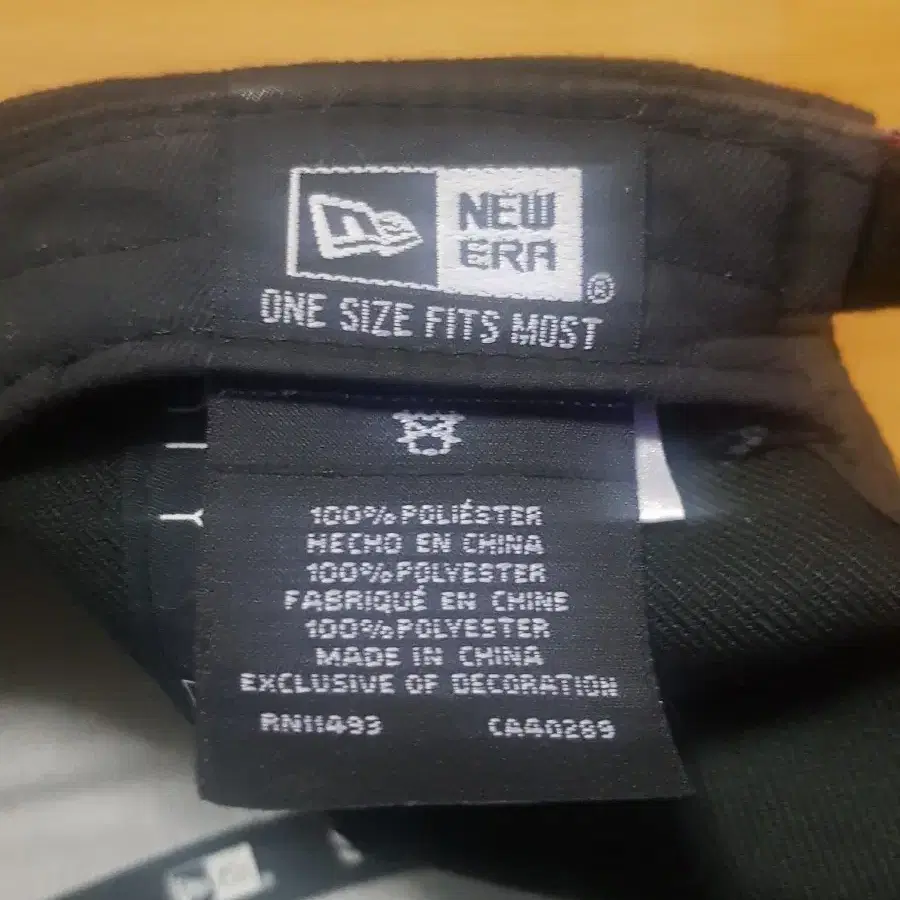 NEW
ERA
®
ONE SIZE FITS MOST
100% POLIÉSTER
HECHO EN CHINA
100% POLYESTER
FABRIQUÉ EN CHINE
100% POLYESTER
MADE IN CHINA
EXCLUSIVE OF DECORATION
RN11493 CA40289